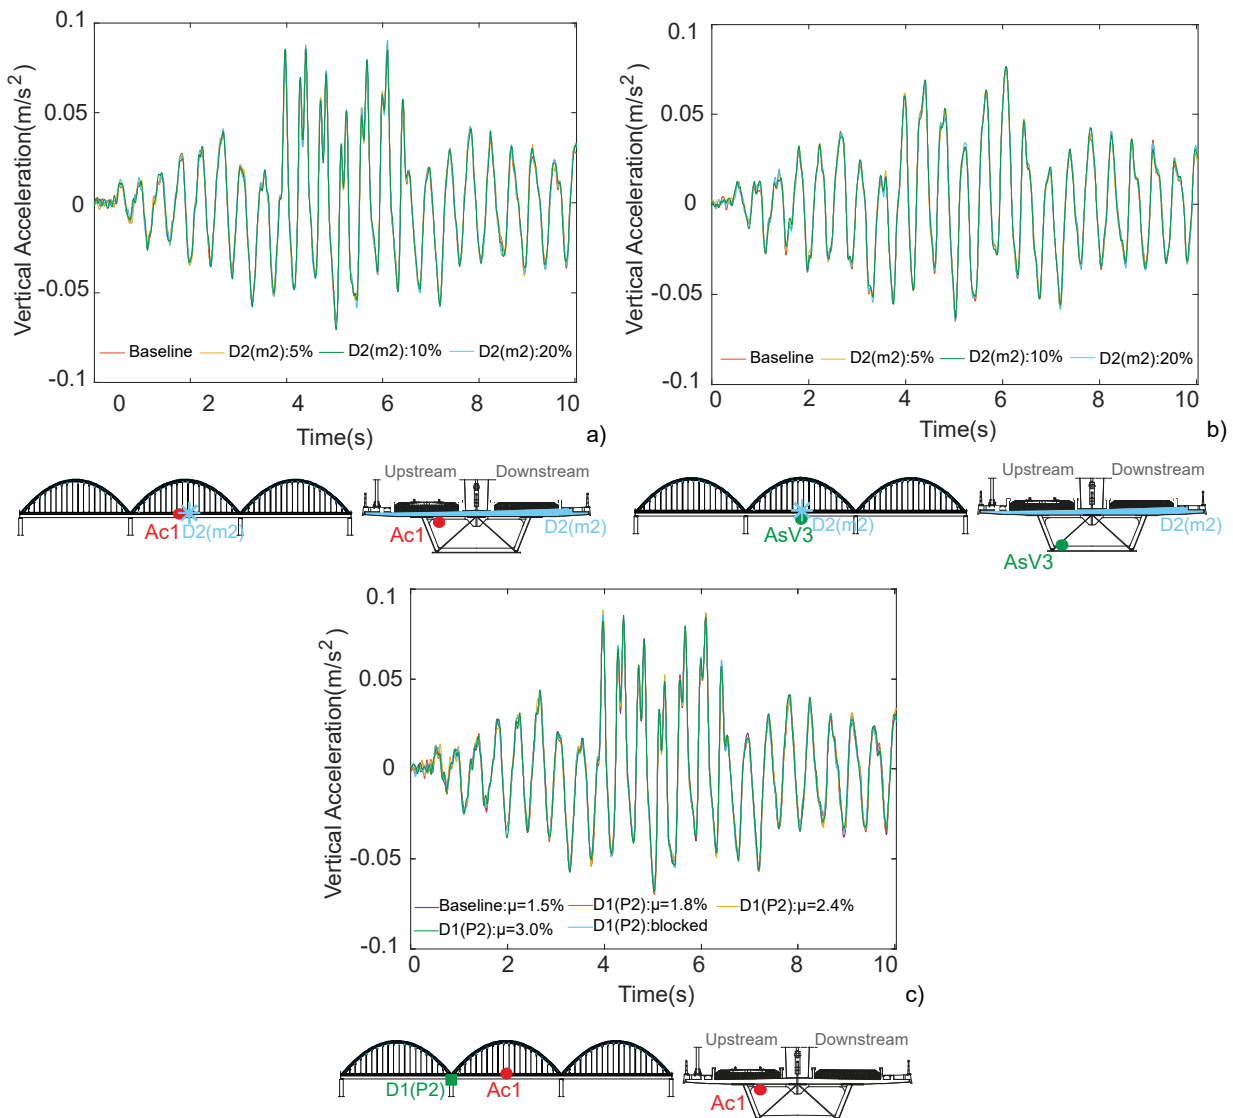 0.1
0.05
0
-0.05
-0.1
Vertical Acceleration(m/s²)
Baseline D2(m2):5% D2(m2):10% D2(m2):20%
0 2 4 6 8 10
Time(s)
a)
0.1
0.05
0
-0.05
-0.1
Vertical Acceleration(m/s²)
Baseline D2(m2):5% D2(m2):10% D2(m2):20%
0 2 4 6 8 10
Time(s)
b)
Ac1 D2(m2)
Upstream Downstream
D2(m2)
Ac1
D2(m2)
AsV3
Upstream Downstream
D2(m2)
AsV3
0.1
0.05
0
-0.05
-0.1
Vertical Acceleration(m/s²)
Baseline:μ=1.5% D1(P2):μ=1.8% D1(P2):μ=2.4%
D1(P2):μ=3.0% D1(P2):blocked
0 2 4 6 8 10
Time(s)
c)
D1(P2) Ac1
Upstream Downstream
Ac1